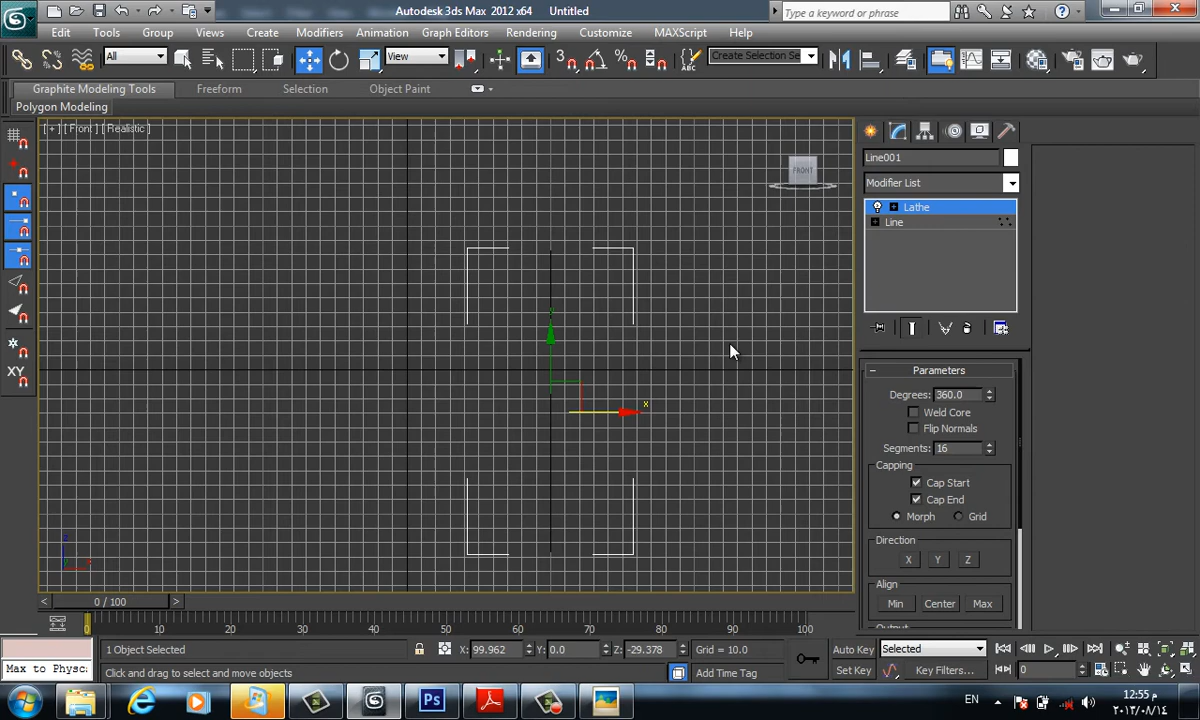 Autodesk 3ds Max 2012 x64 Untitled
Type a keyword or phrase
Edit Tools Group Views Create Modifiers Animation Graph Editors Rendering Customize MAXScript Help
All
View
3
Create Selection Se
Graphite Modeling Tools Freeform Selection Object Paint
Polygon Modeling
[ + ] [ Front ] [ Realistic ]
FRONT
XY
x
Line001
Modifier List
Lathe
Line
Parameters
Degrees: 360.0
Weld Core
Flip Normals
Segments: 16
Capping
Cap Start
Cap End
Morph Grid
Direction
X Y Z
Align
Min Center Max
0 / 100
0 10 20 30 40 50 60 70 80 90 100
1 Object Selected
X: 99.962 Y: 0.0 Z: -29.378 Grid = 10.0
Auto Key Selected
Max to Physc
Click and drag to select and move objects
Add Time Tag
Set Key Key Filters...
0
Ps
EN
12:55 م
٢٠١٣/٠٨/١٤